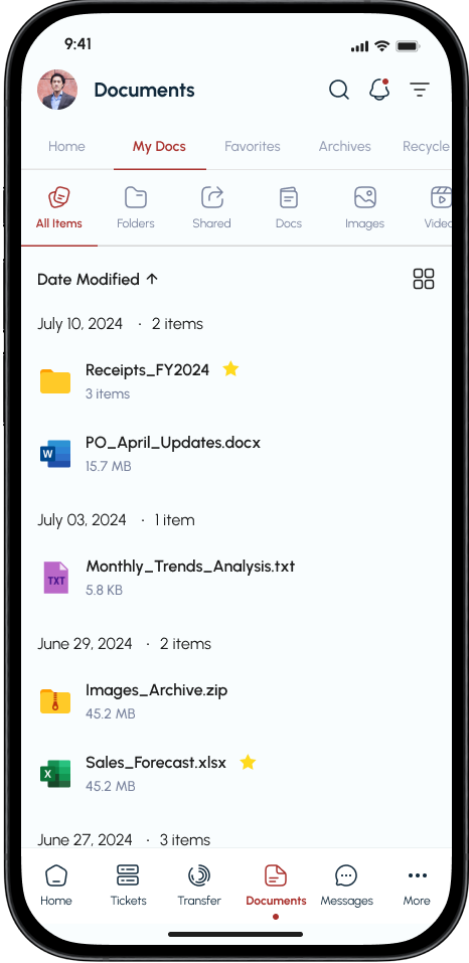 9:41
Documents
Home My Docs Favorites Archives Recycle
All Items Folders Shared Docs Images Video
Date Modified ↑
July 10, 2024 · 2 items
Receipts_FY2024
3 items
W
PO_April_Updates.docx
15.7 MB
July 03, 2024 · 1 item
TXT
Monthly_Trends_Analysis.txt
5.8 KB
June 29, 2024 · 2 items
Images_Archive.zip
45.2 MB
X
Sales_Forecast.xlsx
45.2 MB
June 27, 2024 · 3 items
Home Tickets Transfer Documents Messages More